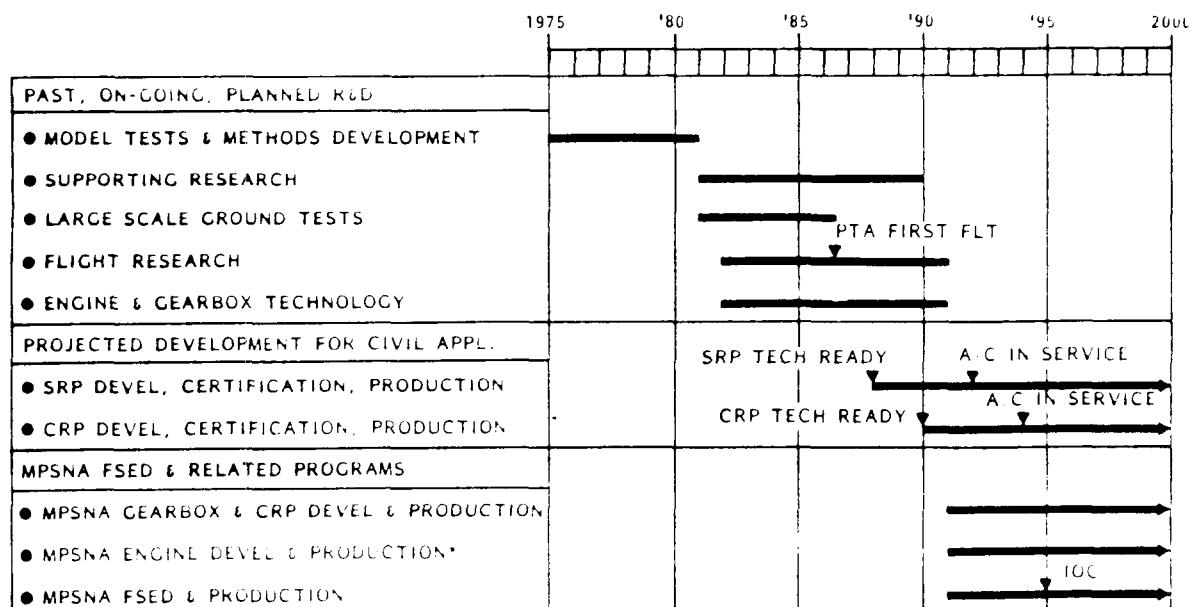 1975 '80 '85 '90 '95 2000
PAST, ON-GOING, PLANNED R&D
● MODEL TESTS & METHODS DEVELOPMENT
● SUPPORTING RESEARCH
● LARGE SCALE GROUND TESTS
PTA FIRST FLT
● FLIGHT RESEARCH
● ENGINE & GEARBOX TECHNOLOGY
PROJECTED DEVELOPMENT FOR CIVIL APPL.
SRP TECH READY A/C IN SERVICE
● SRP DEVEL, CERTIFICATION, PRODUCTION
A/C IN SERVICE
CRP TECH READY
● CRP DEVEL, CERTIFICATION, PRODUCTION
MPSNA FSED & RELATED PROGRAMS
● MPSNA GEARBOX & CRP DEVEL & PRODUCTION
● MPSNA ENGINE DEVEL & PRODUCTION*
IOC
● MPSNA FSED & PRODUCTION